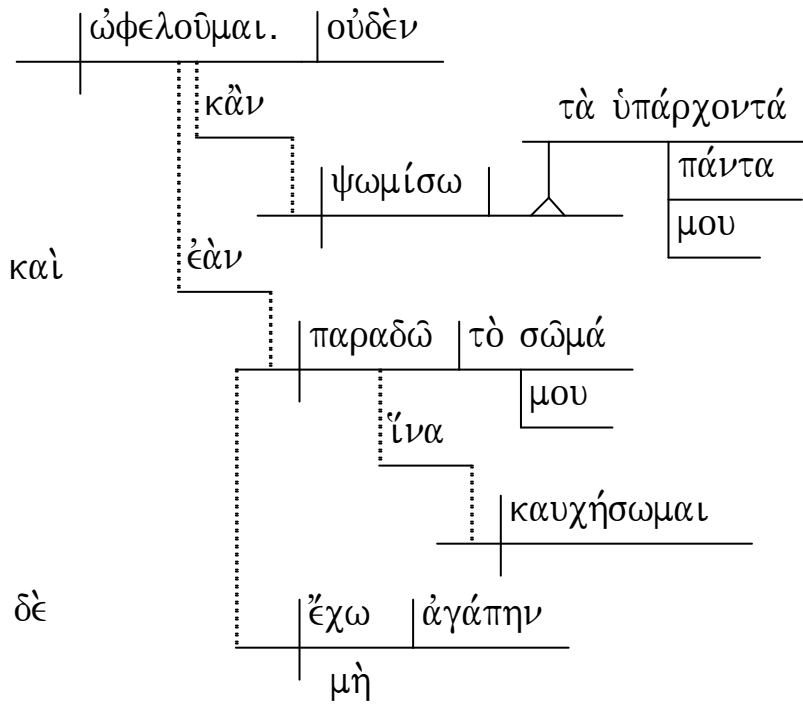 ὠφελοῦμαι. οὐδὲν
κἂν
τὰ ὑπάρχοντά
πάντα
ψωμίσω
μου
καὶ
ἐὰν
παραδῶ τὸ σῶμά
μου
ἵνα
καυχήσωμαι
δὲ
ἔχω ἀγάπην
μὴ